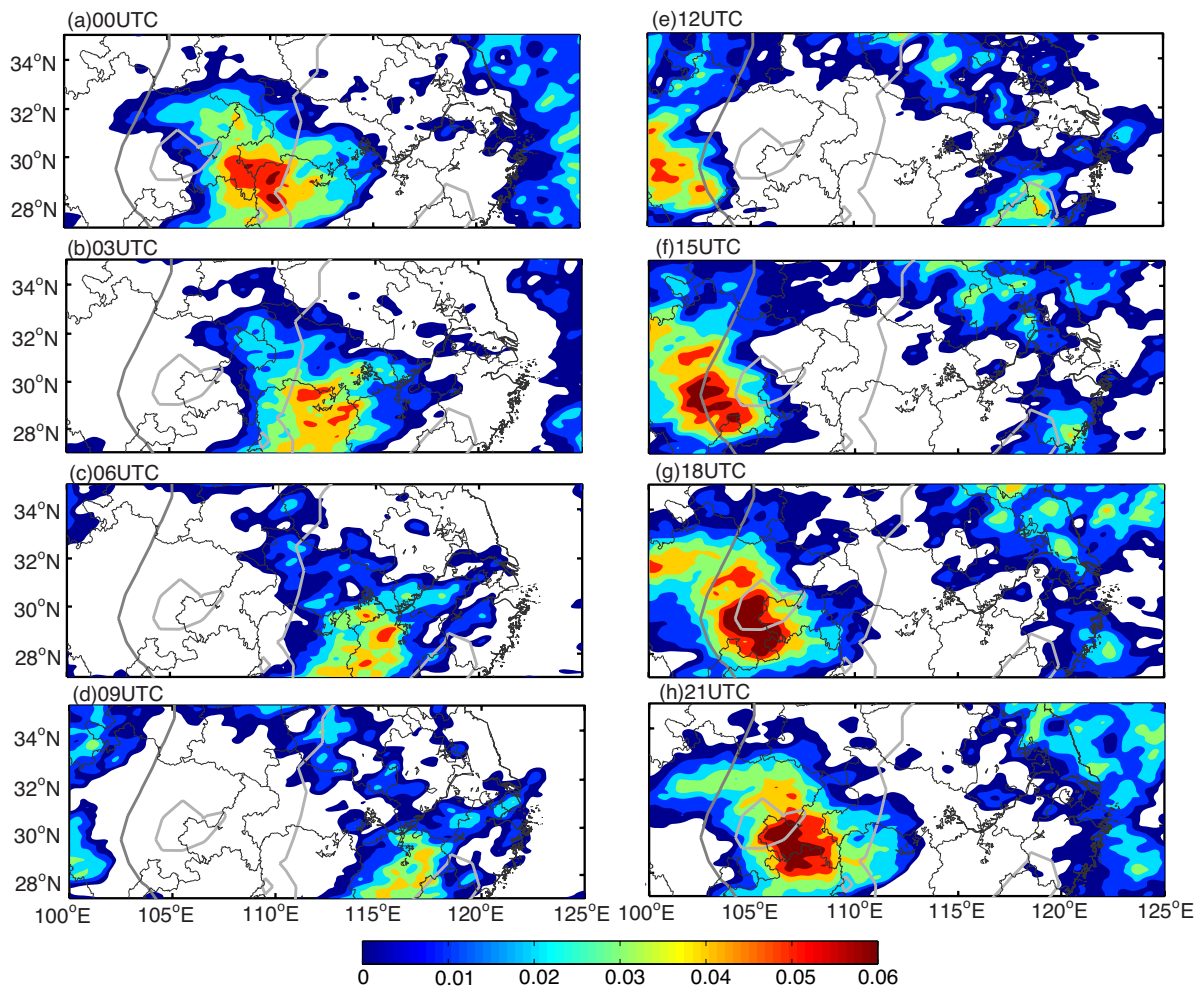 (a)00UTC
34°N
32°N
30°N
28°N
(b)03UTC
34°N
32°N
30°N
28°N
(c)06UTC
34°N
32°N
30°N
28°N
(d)09UTC
34°N
32°N
30°N
28°N
100°E 105°E 110°E 115°E 120°E 125°E
(e)12UTC
(f)15UTC
(g)18UTC
(h)21UTC
100°E 105°E 110°E 115°E 120°E 125°E
0 0.01 0.02 0.03 0.04 0.05 0.06